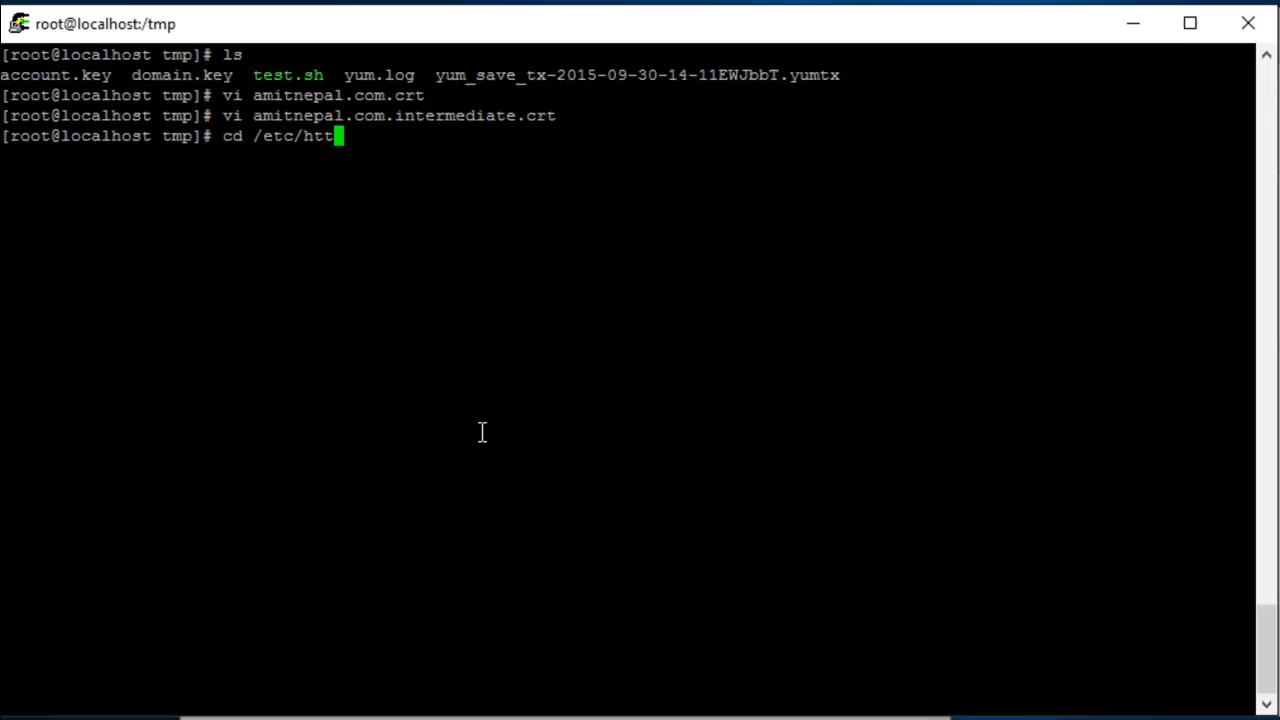 root@localhost:/tmp
[root@localhost tmp]# ls
account.key  domain.key  test.sh  yum.log  yum_save_tx-2015-09-30-14-11EWJbbT.yumtx
[root@localhost tmp]# vi amitnepal.com.crt
[root@localhost tmp]# vi amitnepal.com.intermediate.crt
[root@localhost tmp]# cd /etc/htt